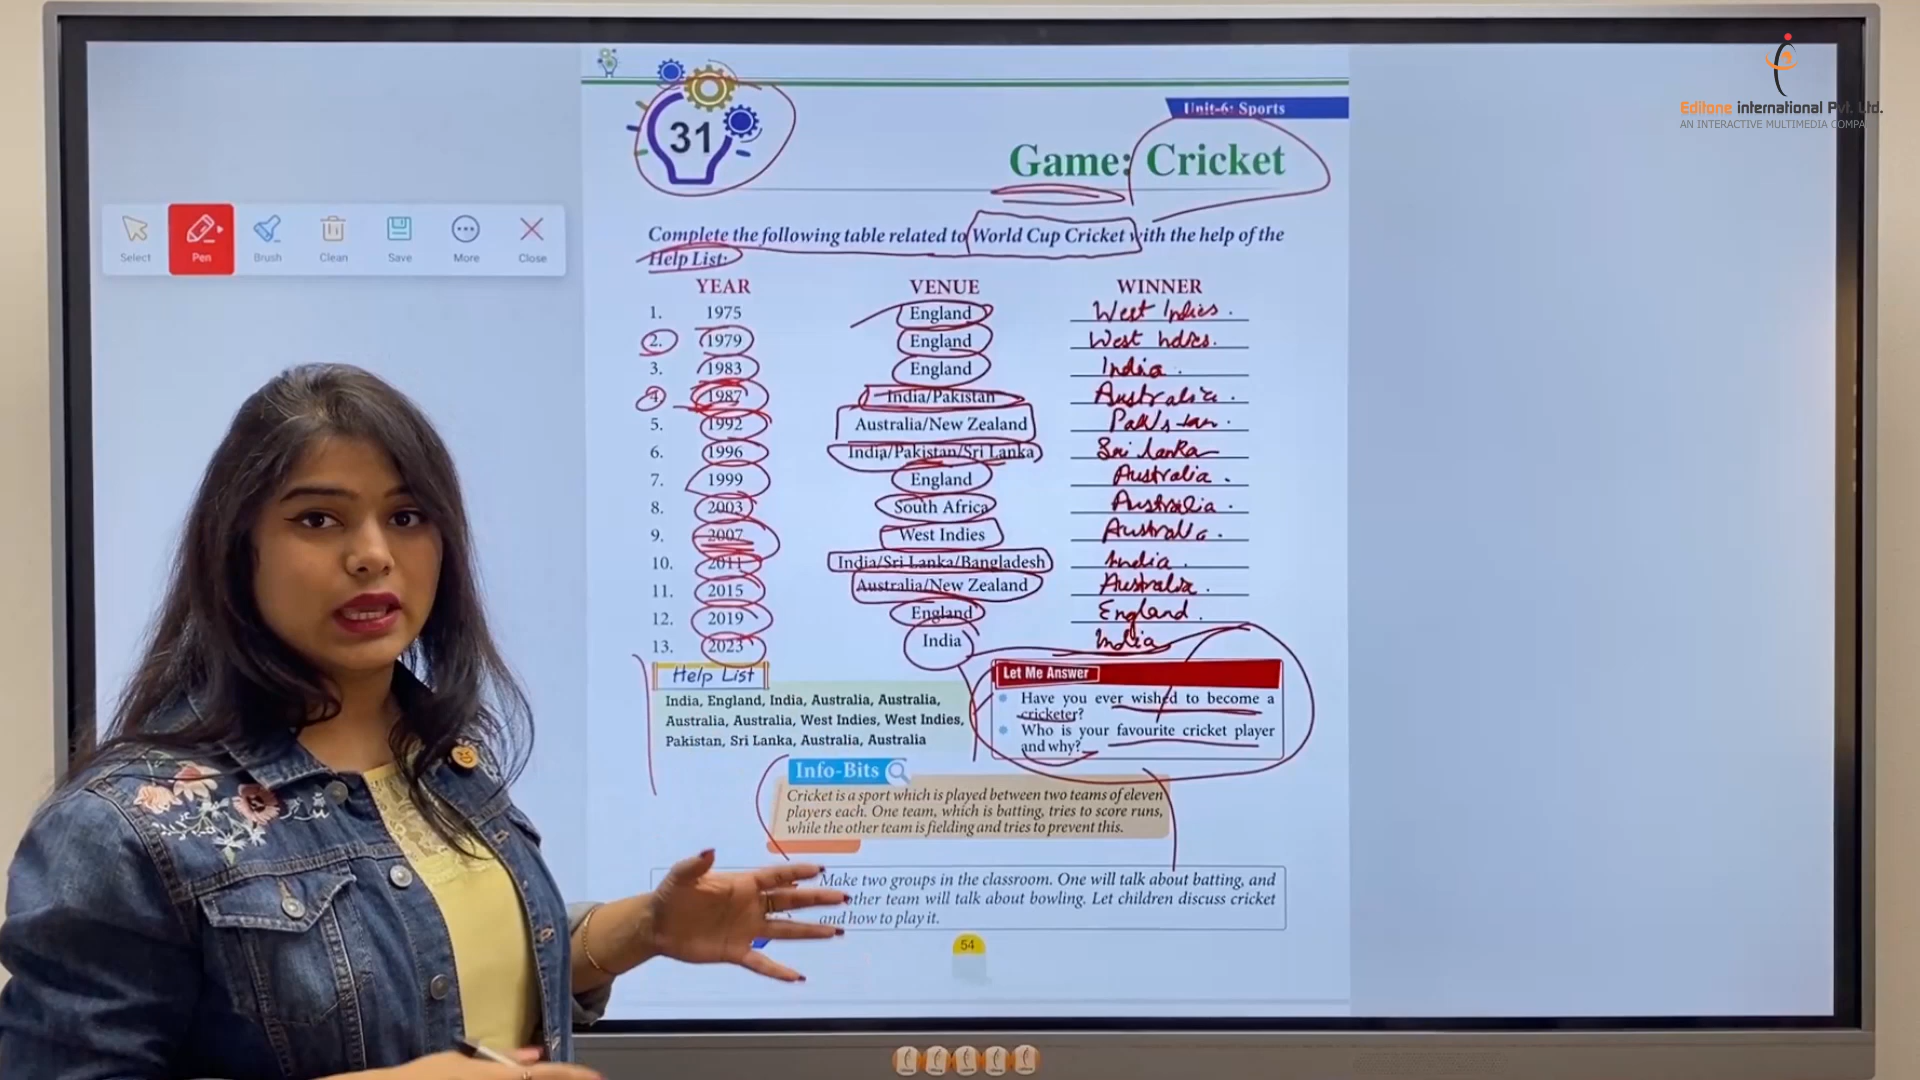 Editone international Pvt. Ltd.
AN INTERACTIVE MULTIMEDIA COMPA
Unit-6: Sports
31
Game: Cricket
Select Pen Brush Clean Save More Close
Complete the following table related to World Cup Cricket with the help of the
Help List:
YEAR VENUE WINNER
1. 1975 England West Indies.
2. 1979 England West Indies.
3. 1983 England India.
4. 1987 India/Pakistan Australia.
5. 1992 Australia/New Zealand Pakistan.
6. 1996 India/Pakistan/Sri Lanka Sri Lanka
7. 1999 England Australia.
8. 2003 South Africa Australia.
9. 2007 West Indies Australia.
10. 2011 India/Sri Lanka/Bangladesh India.
11. 2015 Australia/New Zealand Australia.
12. 2019 England England.
13. 2023 India India
Help List
India, England, India, Australia, Australia,
Australia, Australia, West Indies, West Indies,
Pakistan, Sri Lanka, Australia, Australia
Let Me Answer
Have you ever wished to become a
cricketer?
Who is your favourite cricket player
and why?
Info-Bits
Cricket is a sport which is played between two teams of eleven
players each. One team, which is batting, tries to score runs,
while the other team is fielding and tries to prevent this.
Make two groups in the classroom. One will talk about batting, and
other team will talk about bowling. Let children discuss cricket
and how to play it.
54